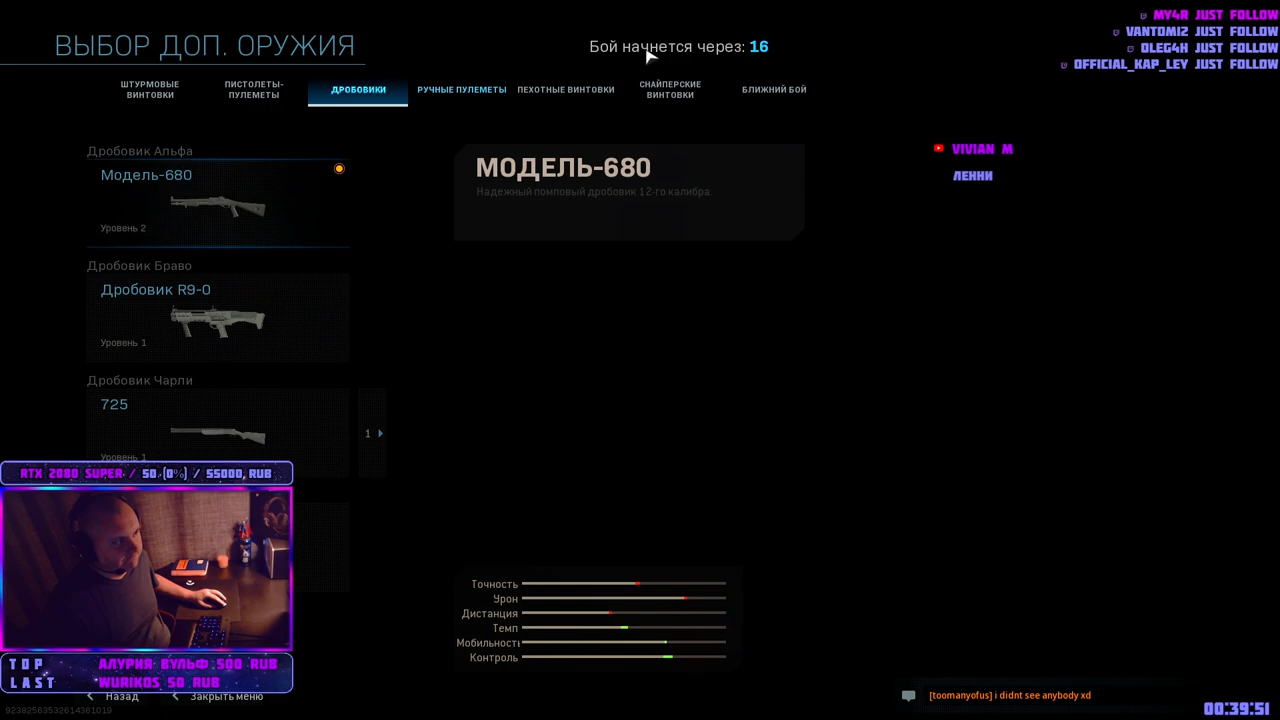 ВЫБОР ДОП. ОРУЖИЯ
Бой начнется через: 16
MY4R JUST FOLLOW
VANTOMIZ JUST FOLLOW
OLEG4H JUST FOLLOW
OFFICIAL_KAP_LEY JUST FOLLOW
ШТУРМОВЫЕ ВИНТОВКИ
ПИСТОЛЕТЫ-ПУЛЕМЕТЫ
ДРОБОВИКИ
РУЧНЫЕ ПУЛЕМЕТЫ
ПЕХОТНЫЕ ВИНТОВКИ
СНАЙПЕРСКИЕ ВИНТОВКИ
БЛИЖНИЙ БОЙ
Дробовик Альфа
Модель-680
Уровень 2
Дробовик Браво
Дробовик R9-0
Уровень 1
Дробовик Чарли
725
Уровень 1
1
МОДЕЛЬ-680
Надежный помповый дробовик 12-го калибра.
VIVIAN M
ЛЕННИ
RTX 2080 SUPER / 50 (0%) / 55000 RUB
Точность
Урон
Дистанция
Темп
Мобильность
Контроль
TOP АЛУРИЯ ВУЛЬФ 500 RUB
LAST WURIKOS 50 RUB
Назад
Закрыть меню
92382563532614361019
[toomanyofus] i didnt see anybody xd
00:39:51